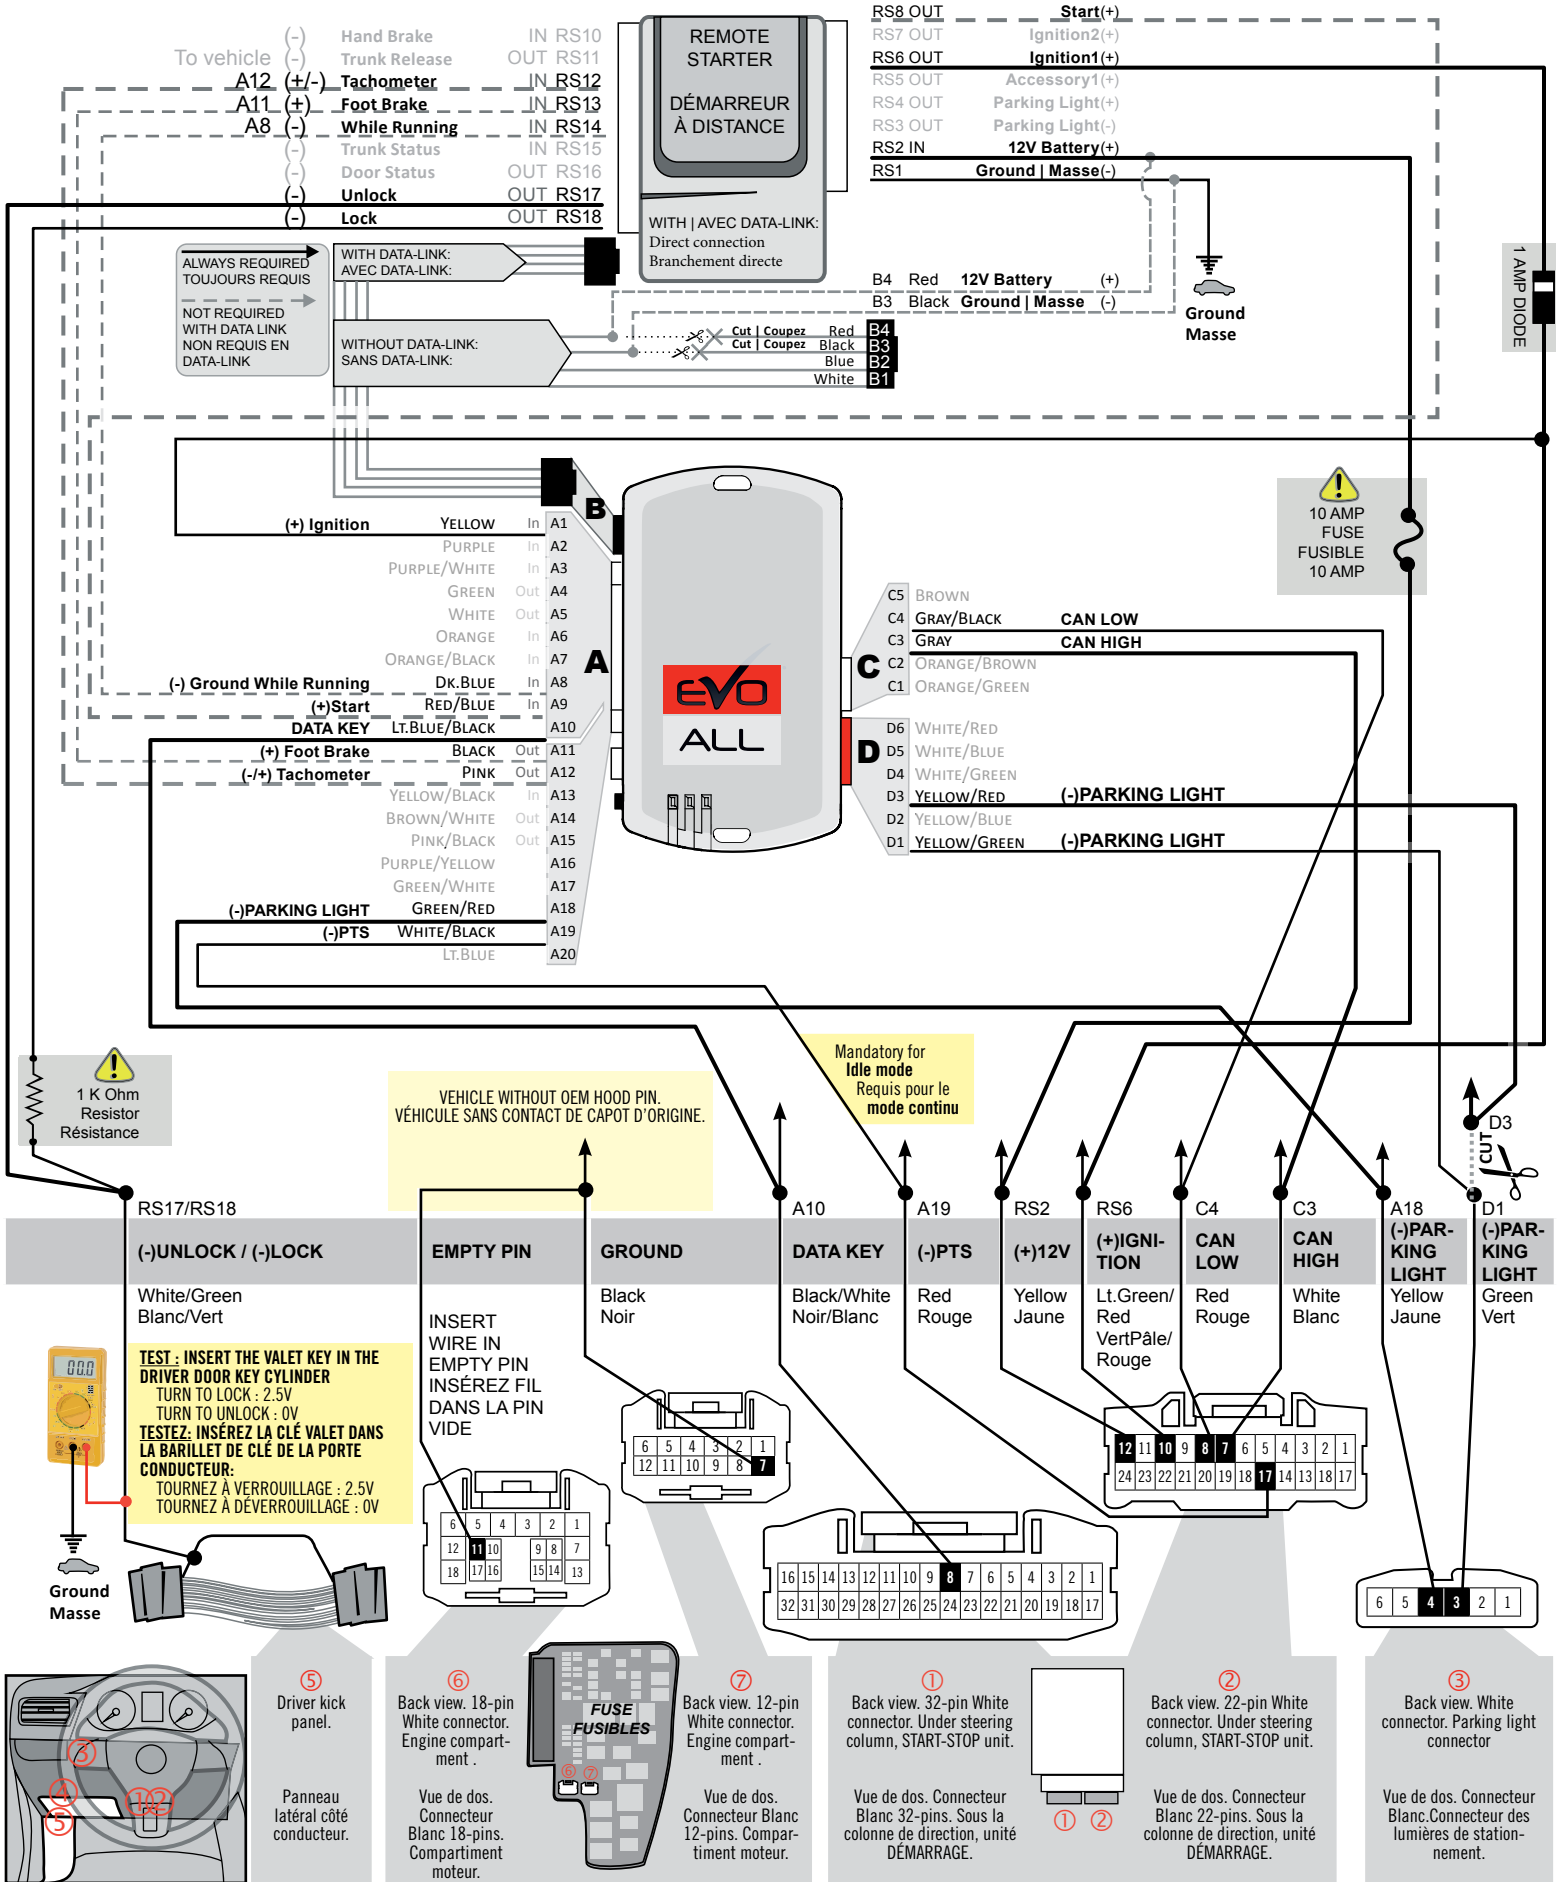 (-) Hand Brake IN RS10
To vehicle (-) Trunk Release OUT RS11
A12 (+/-) Tachometer IN RS12
A11 (+) Foot Brake IN RS13
A8 (-) While Running IN RS14
(-) Trunk Status IN RS15
(-) Door Status OUT RS16
(-) Unlock OUT RS17
(-) Lock OUT RS18
REMOTE
STARTER
DÉMARREUR
À DISTANCE
WITH | AVEC DATA-LINK:
Direct connection
Branchement directe
RS8 OUT Start(+)
RS7 OUT Ignition2(+)
RS6 OUT Ignition1(+)
RS5 OUT Accessory1(+)
RS4 OUT Parking Light(+)
RS3 OUT Parking Light(-)
RS2 IN 12V Battery(+)
RS1 Ground | Masse(-)
ALWAYS REQUIRED
TOUJOURS REQUIS
NOT REQUIRED
WITH DATA LINK
NON REQUIS EN
DATA-LINK
WITH DATA-LINK:
AVEC DATA-LINK:
WITHOUT DATA-LINK:
SANS DATA-LINK:
B4 Red 12V Battery (+)
B3 Black Ground | Masse (-)
Cut | Coupez Red B4
Cut | Coupez Black B3
Blue B2
White B1
Ground
Masse
1 AMP DIODE
10 AMP
FUSE
FUSIBLE
10 AMP
B
A
(+) Ignition YELLOW In A1
PURPLE In A2
PURPLE/WHITE In A3
GREEN Out A4
WHITE Out A5
ORANGE In A6
ORANGE/BLACK In A7
(-) Ground While Running DK.BLUE In A8
(+)Start RED/BLUE In A9
DATA KEY LT.BLUE/BLACK A10
(+) Foot Brake BLACK Out A11
(-/+) Tachometer PINK Out A12
YELLOW/BLACK In A13
BROWN/WHITE Out A14
PINK/BLACK Out A15
PURPLE/YELLOW A16
GREEN/WHITE A17
(-)PARKING LIGHT GREEN/RED A18
(-)PTS WHITE/BLACK A19
LT.BLUE A20
EVO
ALL
C
C5 BROWN
C4 GRAY/BLACK CAN LOW
C3 GRAY CAN HIGH
C2 ORANGE/BROWN
C1 ORANGE/GREEN
D
D6 WHITE/RED
D5 WHITE/BLUE
D4 WHITE/GREEN
D3 YELLOW/RED (-)PARKING LIGHT
D2 YELLOW/BLUE
D1 YELLOW/GREEN (-)PARKING LIGHT
1 K Ohm
Resistor
Résistance
VEHICLE WITHOUT OEM HOOD PIN.
VÉHICULE SANS CONTACT DE CAPOT D'ORIGINE.
Mandatory for
Idle mode
Requis pour le
mode continu
D3
CUT
RS17/RS18 A10 A19 RS2 RS6 C4 C3 A18 D1
(-)UNLOCK / (-)LOCK
EMPTY PIN
GROUND
DATA KEY
(-)PTS
(+)12V
(+)IGNI-
TION
CAN
LOW
CAN
HIGH
(-)PAR-
KING
LIGHT
(-)PAR-
KING
LIGHT
White/Green
Blanc/Vert
INSERT
WIRE IN
EMPTY PIN
INSÉREZ FIL
DANS LA PIN
VIDE
Black
Noir
Black/White
Noir/Blanc
Red
Rouge
Yellow
Jaune
Lt.Green/
Red
VertPâle/
Rouge
Red
Rouge
White
Blanc
Yellow
Jaune
Green
Vert
00.0
TEST : INSERT THE VALET KEY IN THE
DRIVER DOOR KEY CYLINDER
TURN TO LOCK : 2.5V
TURN TO UNLOCK : 0V
TESTEZ: INSÉREZ LA CLÉ VALET DANS
LA BARILLET DE CLÉ DE LA PORTE
CONDUCTEUR:
TOURNEZ À VERROUILLAGE : 2.5V
TOURNEZ À DÉVERROUILLAGE : 0V
Ground
Masse
6 5 4 3 2 1
12 11 10 9 8 7
18 17 16 15 14 13
6 5 4 3 2 1
12 11 10 9 8 7
16 15 14 13 12 11 10 9 8 7 6 5 4 3 2 1
32 31 30 29 28 27 26 25 24 23 22 21 20 19 18 17
12 11 10 9 8 7 6 5 4 3 2 1
24 23 22 21 20 19 18 17 14 13 18 17
6 5 4 3 2 1
③
④
⑤
①②
⑤
Driver kick
panel.
Panneau
latéral côté
conducteur.
⑥
Back view. 18-pin
White connector.
Engine compart-
ment .
Vue de dos.
Connecteur
Blanc 18-pins.
Compartiment
moteur.
FUSE
FUSIBLES
⑥ ⑦
⑦
Back view. 12-pin
White connector.
Engine compart-
ment .
Vue de dos.
Connecteur Blanc
12-pins. Compar-
timent moteur.
①
Back view. 32-pin White
connector. Under steering
column, START-STOP unit.
Vue de dos. Connecteur
Blanc 32-pins. Sous la
colonne de direction, unité
DÉMARRAGE.
① ②
②
Back view. 22-pin White
connector. Under steering
column, START-STOP unit.
Vue de dos. Connecteur
Blanc 22-pins. Sous la
colonne de direction, unité
DÉMARRAGE.
③
Back view. White
connector. Parking light
connector
Vue de dos. Connecteur
Blanc.Connecteur des
lumières de station-
nement.